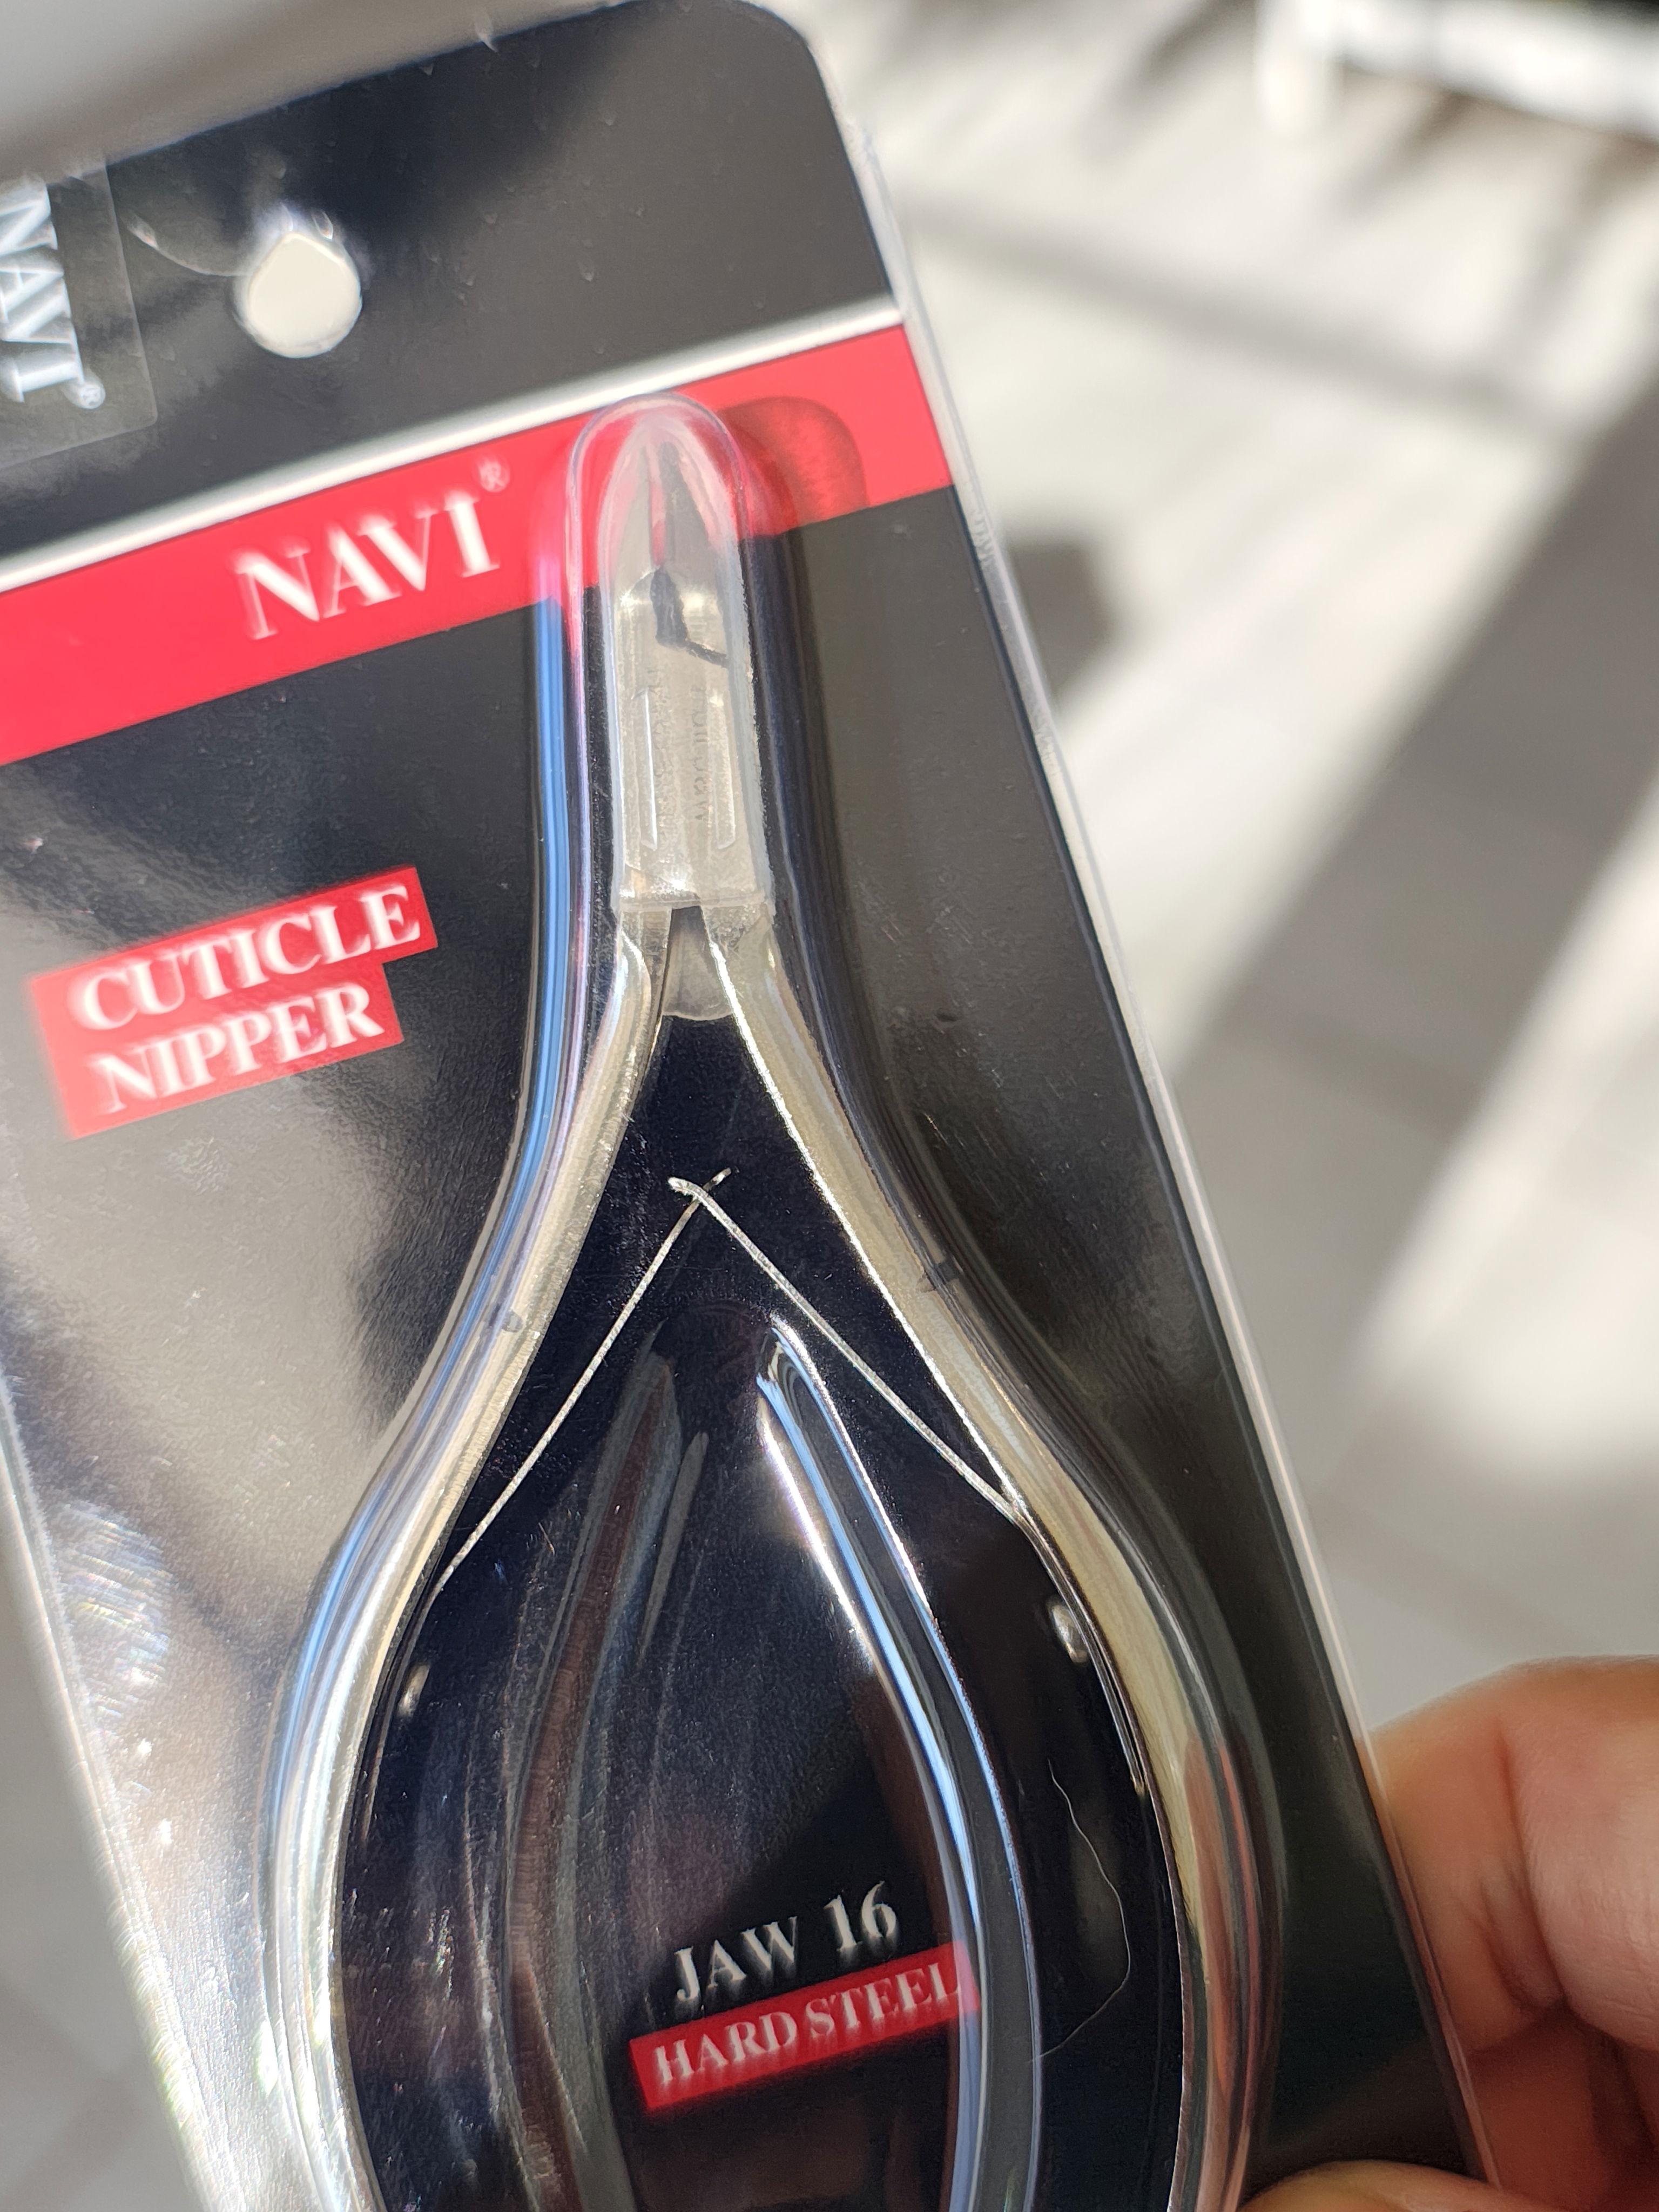 NAVI®
NAVI®
CUTICLE
NIPPER
JAW 16
HARD STEEL